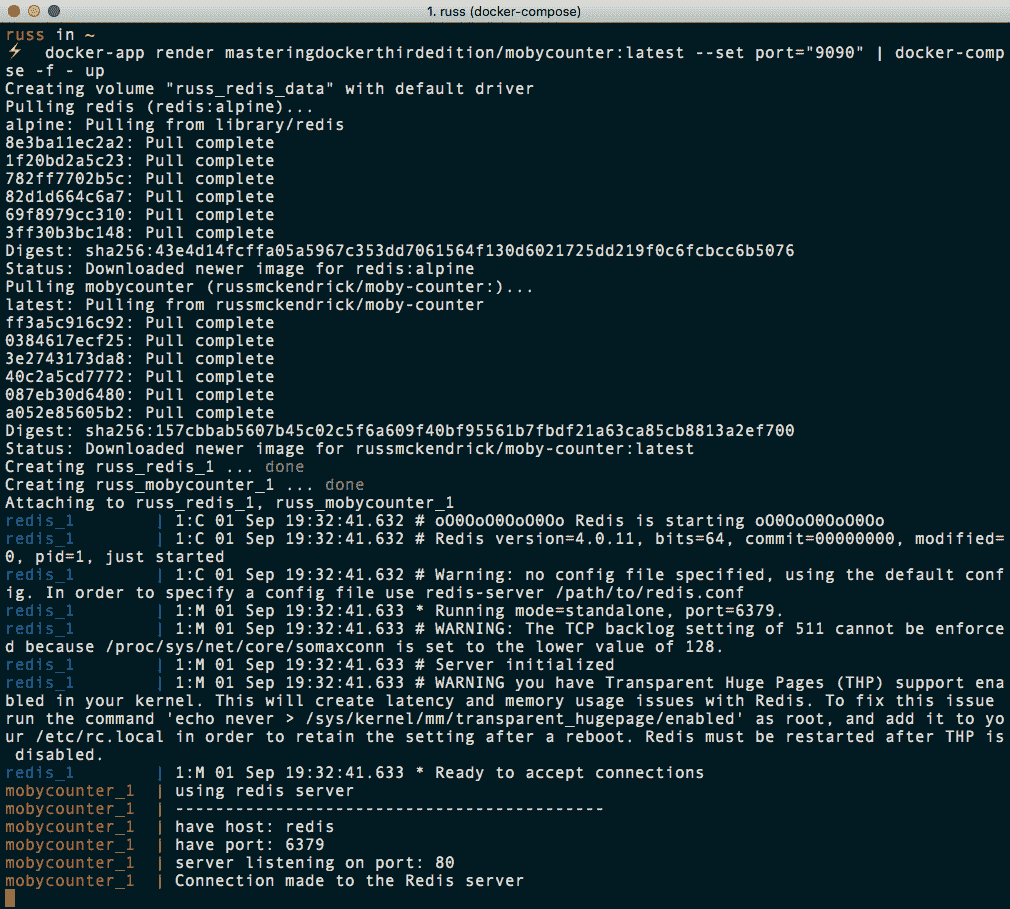 1. russ (docker-compose)
russ in ~
⚡ docker-app render masteringdockerthirdedition/mobycounter:latest --set port="9090" | docker-comp
se -f - up
Creating volume "russ_redis_data" with default driver
Pulling redis (redis:alpine)...
alpine: Pulling from library/redis
8e3ba11ec2a2: Pull complete
1f20bd2a5c23: Pull complete
782ff7702b5c: Pull complete
82d1d664c6a7: Pull complete
69f8979cc310: Pull complete
3ff30b3bc148: Pull complete
Digest: sha256:43e4d14fcffa05a5967c353dd7061564f130d6021725dd219f0c6fcbcc6b5076
Status: Downloaded newer image for redis:alpine
Pulling mobycounter (russmckendrick/moby-counter:)...
latest: Pulling from russmckendrick/moby-counter
ff3a5c916c92: Pull complete
0384617ecf25: Pull complete
3e2743173da8: Pull complete
40c2a5cd7772: Pull complete
087eb30d6480: Pull complete
a052e85605b2: Pull complete
Digest: sha256:157cbbab5607b45c02c5f6a609f40bf95561b7fbdf21a63ca85cb8813a2ef700
Status: Downloaded newer image for russmckendrick/moby-counter:latest
Creating russ_redis_1 ... done
Creating russ_mobycounter_1 ... done
Attaching to russ_redis_1, russ_mobycounter_1
redis_1 | 1:C 01 Sep 19:32:41.632 # oO0OoO0OoO0Oo Redis is starting oO0OoO0OoO0Oo
redis_1 | 1:C 01 Sep 19:32:41.632 # Redis version=4.0.11, bits=64, commit=00000000, modified=
0, pid=1, just started
redis_1 | 1:C 01 Sep 19:32:41.632 # Warning: no config file specified, using the default conf
ig. In order to specify a config file use redis-server /path/to/redis.conf
redis_1 | 1:M 01 Sep 19:32:41.633 * Running mode=standalone, port=6379.
redis_1 | 1:M 01 Sep 19:32:41.633 # WARNING: The TCP backlog setting of 511 cannot be enforce
d because /proc/sys/net/core/somaxconn is set to the lower value of 128.
redis_1 | 1:M 01 Sep 19:32:41.633 # Server initialized
redis_1 | 1:M 01 Sep 19:32:41.633 # WARNING you have Transparent Huge Pages (THP) support ena
bled in your kernel. This will create latency and memory usage issues with Redis. To fix this issue
run the command 'echo never > /sys/kernel/mm/transparent_hugepage/enabled' as root, and add it to yo
ur /etc/rc.local in order to retain the setting after a reboot. Redis must be restarted after THP is
disabled.
redis_1 | 1:M 01 Sep 19:32:41.633 * Ready to accept connections
mobycounter_1 | using redis server
mobycounter_1 | -------------------------------------------
mobycounter_1 | have host: redis
mobycounter_1 | have port: 6379
mobycounter_1 | server listening on port: 80
mobycounter_1 | Connection made to the Redis server